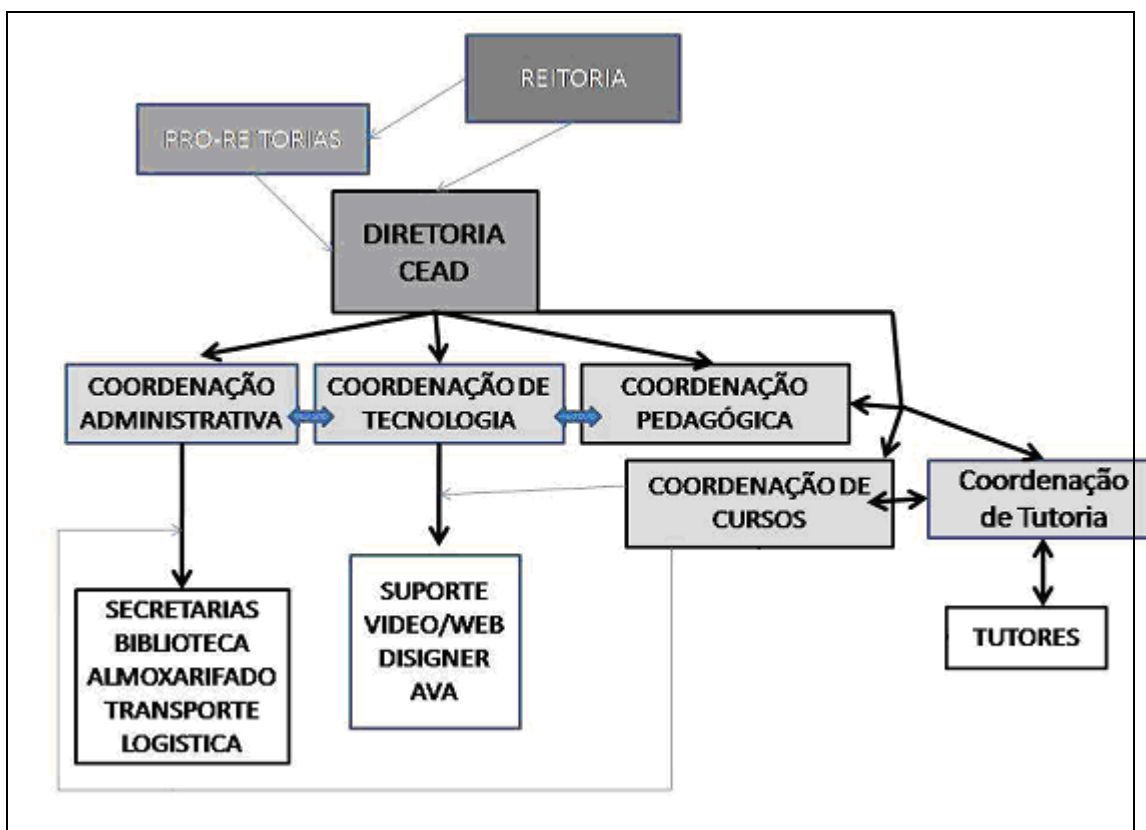 REITORIA
PRO-REITORIAS
DIRETORIA
CEAD
COORDENAÇÃO
ADMINISTRATIVA
COORDENAÇÃO DE
TECNOLOGIA
COORDENAÇÃO
PEDAGÓGICA
COORDENAÇÃO DE
CURSOS
Coordenação
de Tutoria
SECRETARIAS
BIBLIOTECA
ALMOXARIFADO
TRANSPORTE
LOGISTICA
SUPORTE
VIDEO/WEB
DISIGNER
AVA
TUTORES